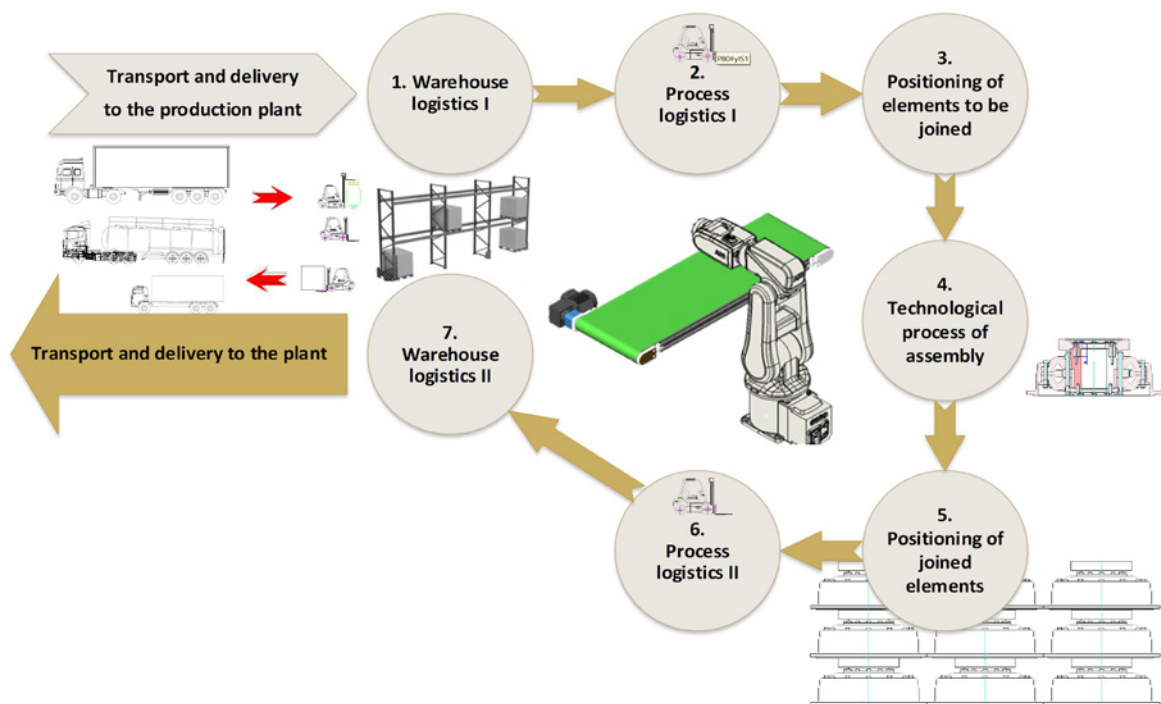 Transport and delivery
to the production plant
1. Warehouse
logistics I
2.
Process
logistics I
3.
Positioning of
elements to be
joined
4.
Technological
process of
assembly
5.
Positioning of
joined
elements
6.
Process
logistics II
7.
Warehouse
logistics II
Transport and delivery to the plant